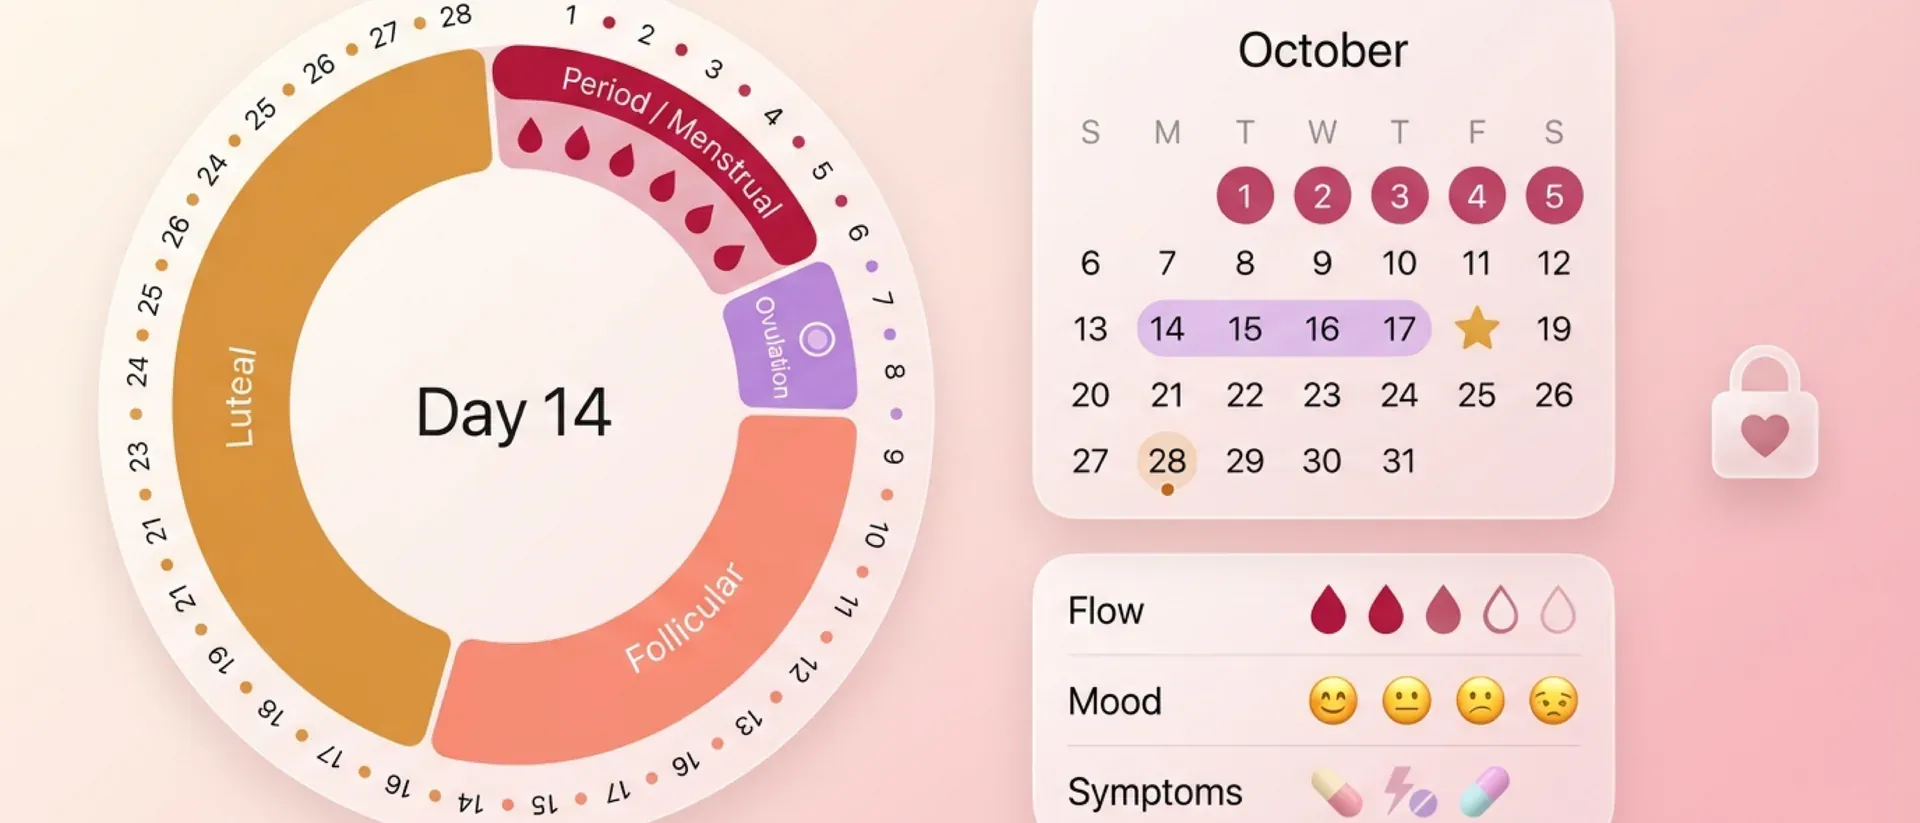 1
2
3
4
5
6
7
8
9
10
11
12
13
16
17
15
14
16
17
18
19
21
21
23
24
25
26
24
25
26
27
28
Period / Menstrual
Ovulation
Follicular
Luteal
Day 14
October
S M T W T F S
1 2 3 4 5
6 7 8 9 10 11 12
13 14 15 16 17 19
20 21 22 23 24 25 26
27 28 29 30 31
Flow
Mood
Symptoms